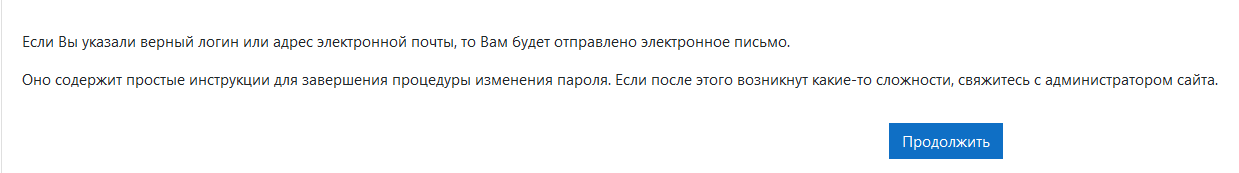 Если Вы указали верный логин или адрес электронной почты, то Вам будет отправлено электронное письмо.
Оно содержит простые инструкции для завершения процедуры изменения пароля. Если после этого возникнут какие-то сложности, свяжитесь с администратором сайта.
Продолжить